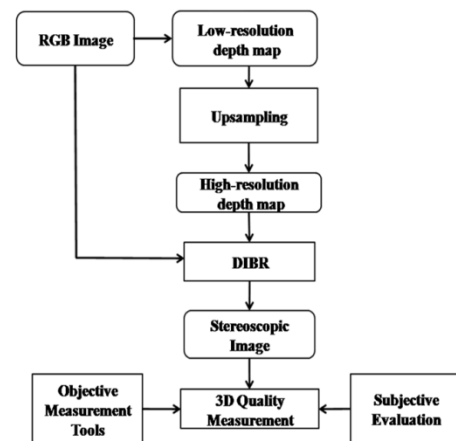 RGB Image
Low-resolution
depth map
Upsampling
High-resolution
depth map
DIBR
Stereoscopic
Image
Objective
Measurement
Tools
3D Quality
Measurement
Subjective
Evaluation